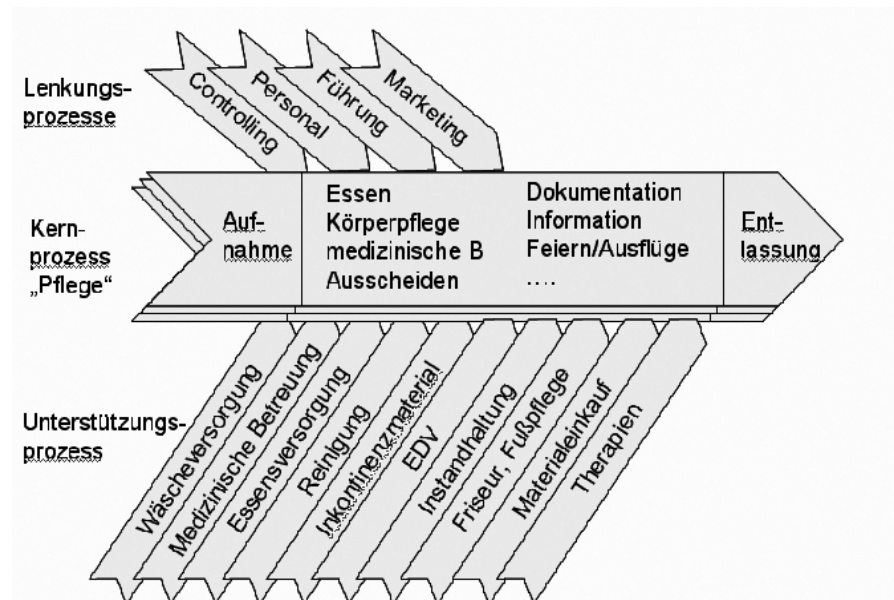 Lenkungs-
prozesse
Controlling
Personal
Führung
Marketing
Kern-
prozess
„Pflege“
Auf-
nahme
Essen
Körperpflege
medizinische B
Ausscheiden
Dokumentation
Information
Feiern/Ausflüge
....
Ent-
lassung
Unterstützungs-
prozess
Wäscheversorgung
Medizinische Betreuung
Essensversorgung
Reinigung
Inkontinenzmaterial
EDV
Instandhaltung
Friseur, Fußpflege
Materialeinkauf
Therapien